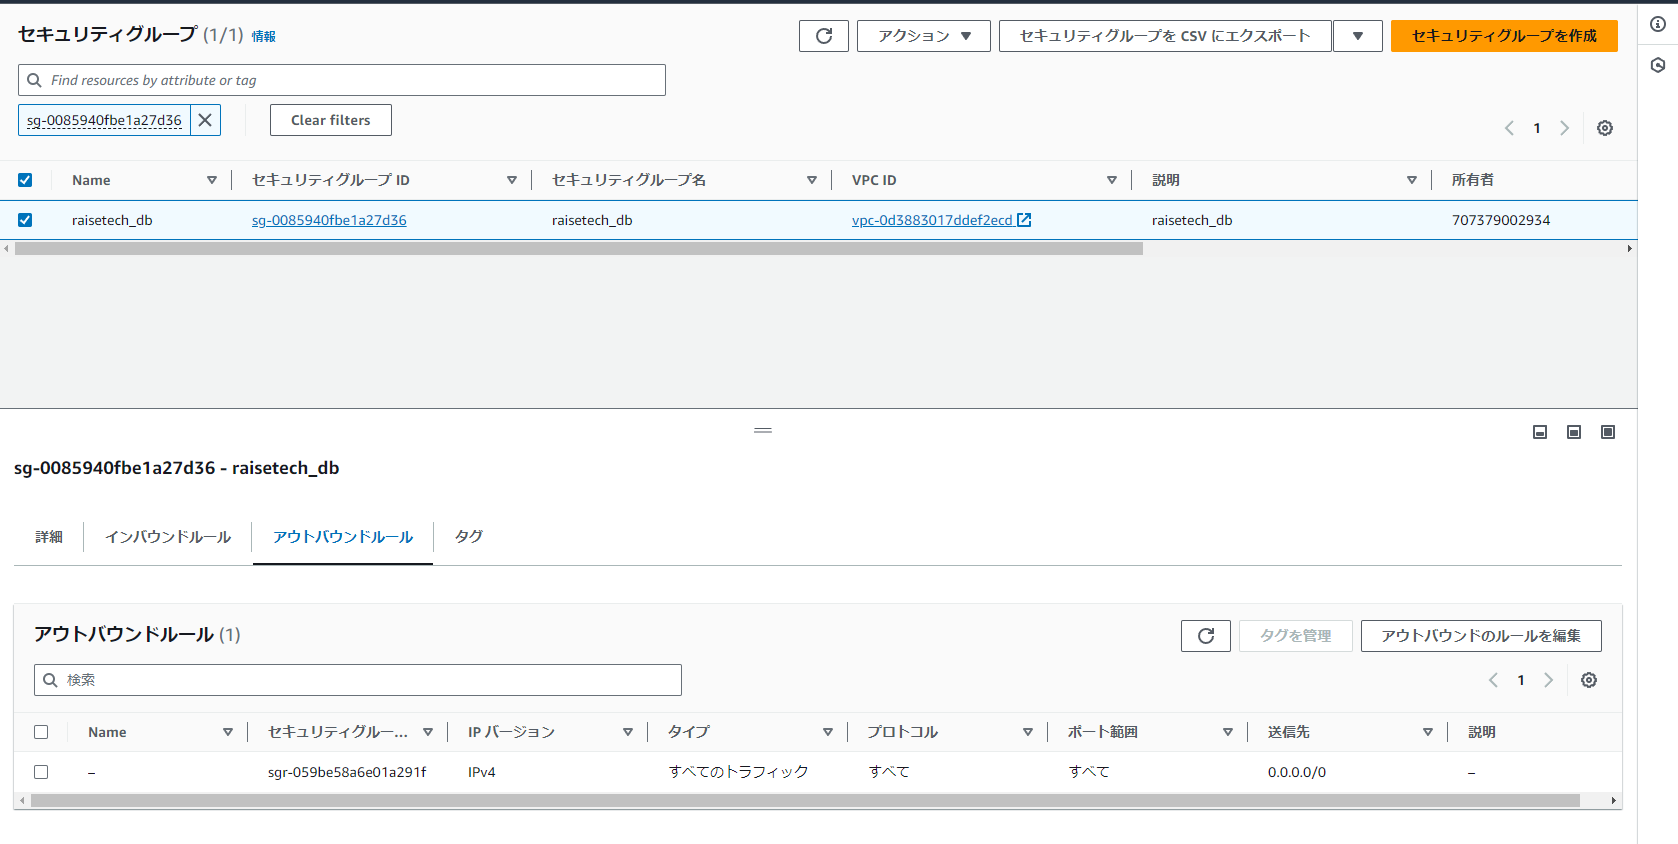 セキュリティグループ (1/1) 情報
アクション
セキュリティグループを CSV にエクスポート
セキュリティグループを作成
Find resources by attribute or tag
sg-0085940fbe1a27d36
Clear filters
1
Name セキュリティグループ ID セキュリティグループ名 VPC ID 説明 所有者
raisetech_db sg-0085940fbe1a27d36 raisetech_db vpc-0d3883017ddef2ecd raisetech_db 707379002934
sg-0085940fbe1a27d36 - raisetech_db
詳細 インバウンドルール アウトバウンドルール タグ
アウトバウンドルール (1)
タグを管理
アウトバウンドのルールを編集
検索
1
Name セキュリティグルー... IP バージョン タイプ プロトコル ポート範囲 送信先 説明
– sgr-059be58a6e01a291f IPv4 すべてのトラフィック すべて すべて 0.0.0.0/0 –